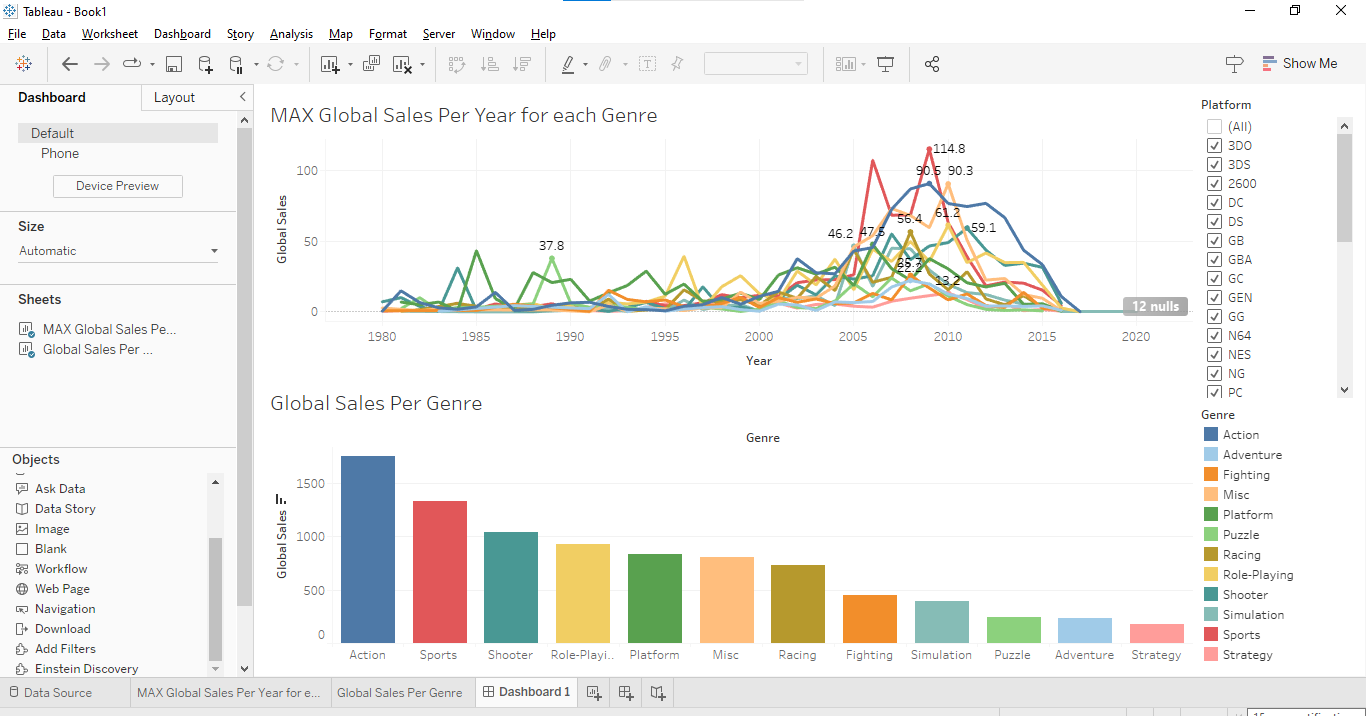 Tableau - Book1
File Data Worksheet Dashboard Story Analysis Map Format Server Window Help
Show Me
Dashboard Layout
Default
Phone
Device Preview
Size
Automatic
Sheets
MAX Global Sales Pe...
Global Sales Per ...
Objects
Ask Data
Data Story
Image
Blank
Workflow
Web Page
Navigation
Download
Add Filters
Einstein Discovery
MAX Global Sales Per Year for each Genre
Global Sales
100
50
0
114.8
90.5 90.3
61.2
56.4
59.1
46.2 47.5
37.8
22.2
13.2
12 nulls
1980 1985 1990 1995 2000 2005 2010 2015 2020
Year
Global Sales Per Genre
Genre
Global Sales
1500
1000
500
0
Action Sports Shooter Role-Playi.. Platform Misc Racing Fighting Simulation Puzzle Adventure Strategy
Platform
(All)
3DO
3DS
2600
DC
DS
GB
GBA
GC
GEN
GG
N64
NES
NG
PC
Genre
Action
Adventure
Fighting
Misc
Platform
Puzzle
Racing
Role-Playing
Shooter
Simulation
Sports
Strategy
Data Source MAX Global Sales Per Year for e... Global Sales Per Genre Dashboard 1